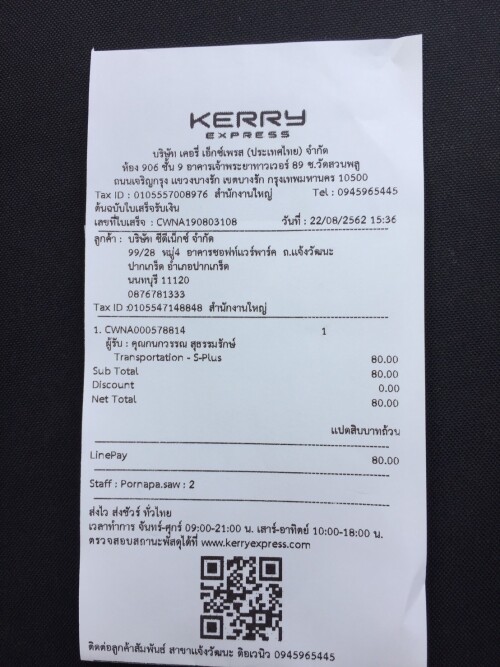 KERRY
EXPRESS
บริษัท เคอรี่ เอ็กซ์เพรส (ประเทศไทย) จำกัด
ห้อง 906 ชั้น 9 อาคารเจ้าพระยาทาวเวอร์ 89 ซ.วัดสวนพลู
ถนนเจริญกรุง แขวงบางรัก เขตบางรัก กรุงเทพมหานคร 10500
Tax ID : 0105557008976 สำนักงานใหญ่ Tel : 0945965445
ต้นฉบับใบเสร็จรับเงิน
เลขที่ใบเสร็จ : CWNA190803108 วันที่ : 22/08/2562 15:36
ลูกค้า : บริษัท ซีดีเน็กซ์ จำกัด
99/28 หมู่4 อาคารซอฟท์แวร์พาร์ค ถ.แจ้งวัฒนะ
ปากเกร็ด อำเภอปากเกร็ด
นนทบุรี 11120
0876781333
Tax ID :0105547148848 สำนักงานใหญ่
1. CWNA000578814 1
ผู้รับ : คุณกนกวรรณ สุธรรมรักษ์
Transportation - S-Plus 80.00
Sub Total 80.00
Discount 0.00
Net Total 80.00
แปดสิบบาทถ้วน
LinePay 80.00
Staff : Pornapa.saw : 2
ส่งไว ส่งชัวร์ ทั่วไทย
เวลาทำการ จันทร์-ศุกร์ 09:00-21:00 น. เสาร์-อาทิตย์ 10:00-18:00 น.
ตรวจสอบสถานะพัสดุได้ที่ www.kerryexpress.com
ติดต่อลูกค้าสัมพันธ์ สาขาแจ้งวัฒนะ ดิอเวนิว 0945965445